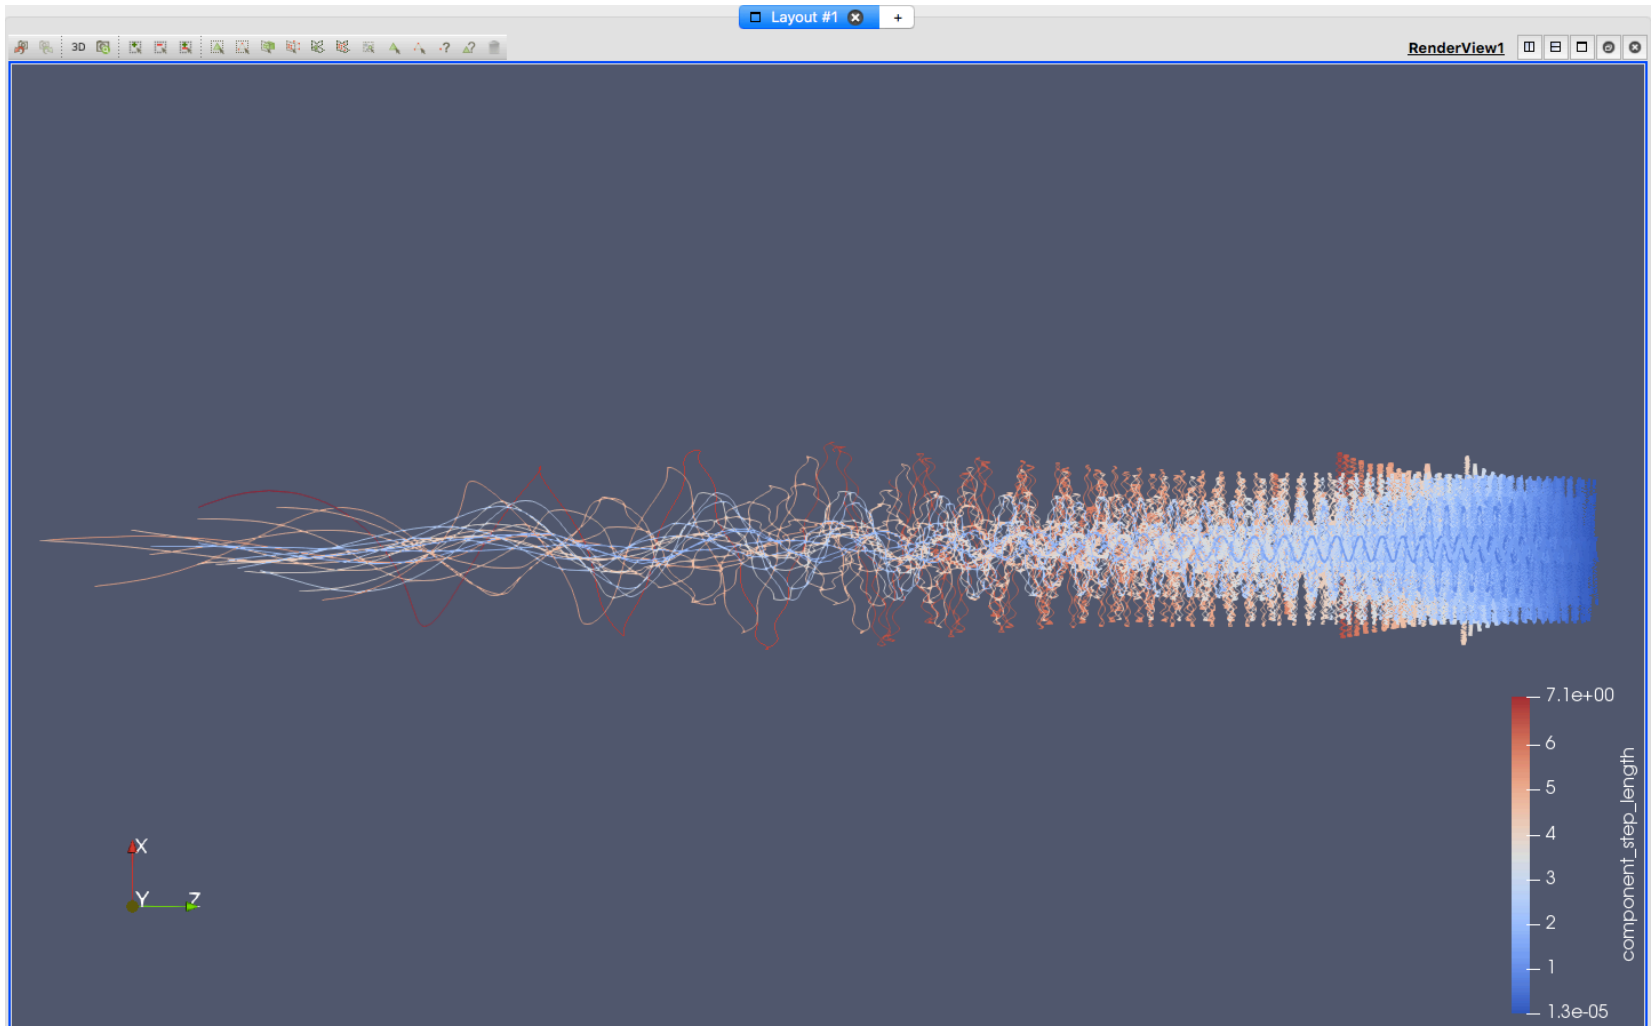 Layout #1
+
3D
RenderView1
7.1e+00
6
5
4
3
2
1
1.3e-05
component_step_length
X
Y
Z